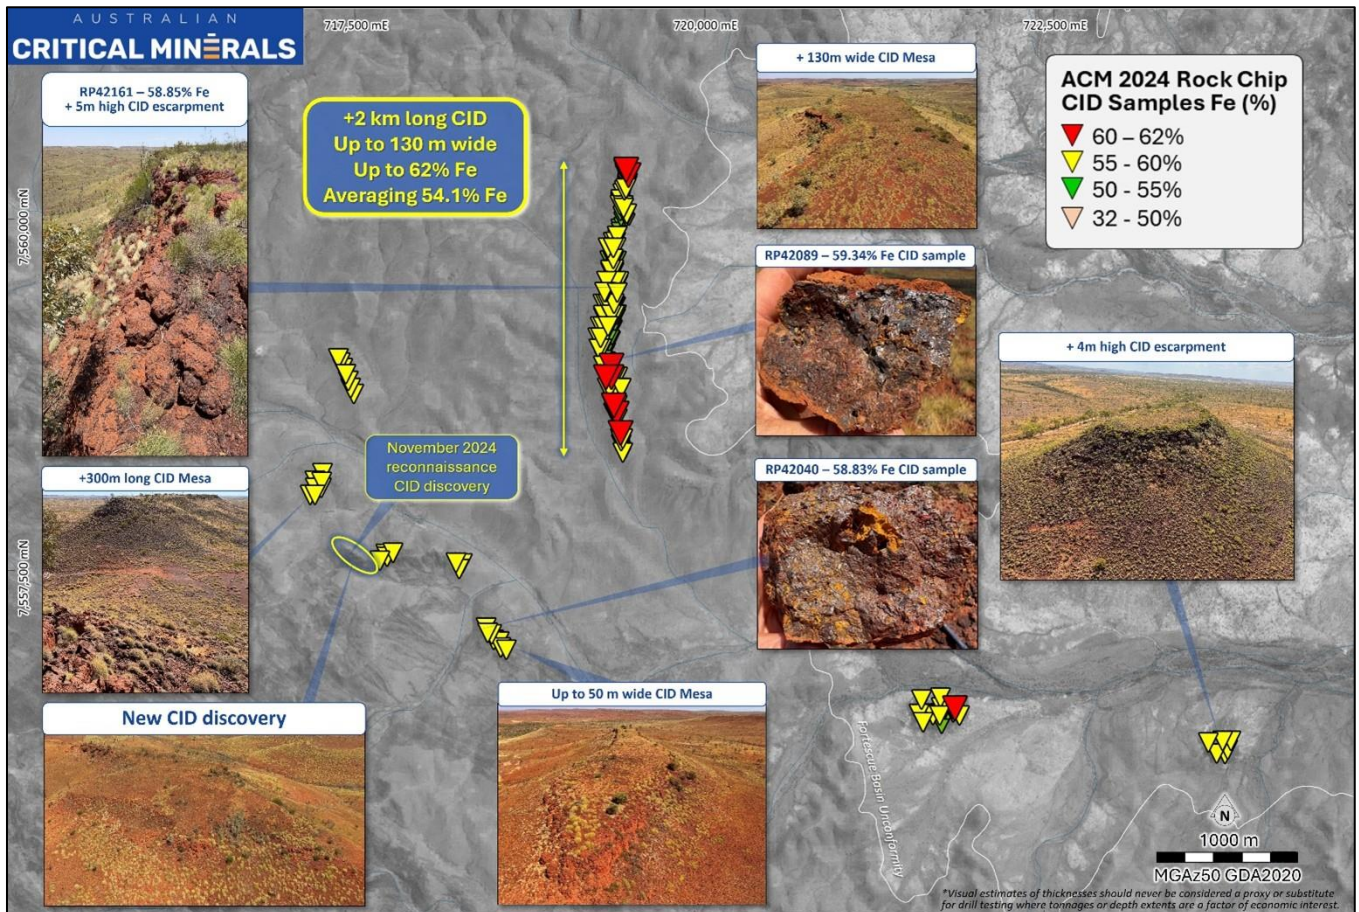 AUSTRALIAN
CRITICAL MINERALS
717,500 mE
720,000 mE
722,500 mE
7,560,000 mN
7,557,500 mN
RP42161 – 58.85% Fe
+ 5m high CID escarpment
+2 km long CID
Up to 130 m wide
Up to 62% Fe
Averaging 54.1% Fe
+ 130m wide CID Mesa
ACM 2024 Rock Chip
CID Samples Fe (%)
60 – 62%
55 - 60%
50 - 55%
32 - 50%
RP42089 – 59.34% Fe CID sample
+ 4m high CID escarpment
November 2024
reconnaissance
CID discovery
+300m long CID Mesa
RP42040 – 58.83% Fe CID sample
New CID discovery
Up to 50 m wide CID Mesa
Fortescue Basin Unconformity
N
1000 m
MGAz50 GDA2020
*Visual estimates of thicknesses should never be considered a proxy or substitute
for drill testing where tonnages or depth extents are a factor of economic interest.